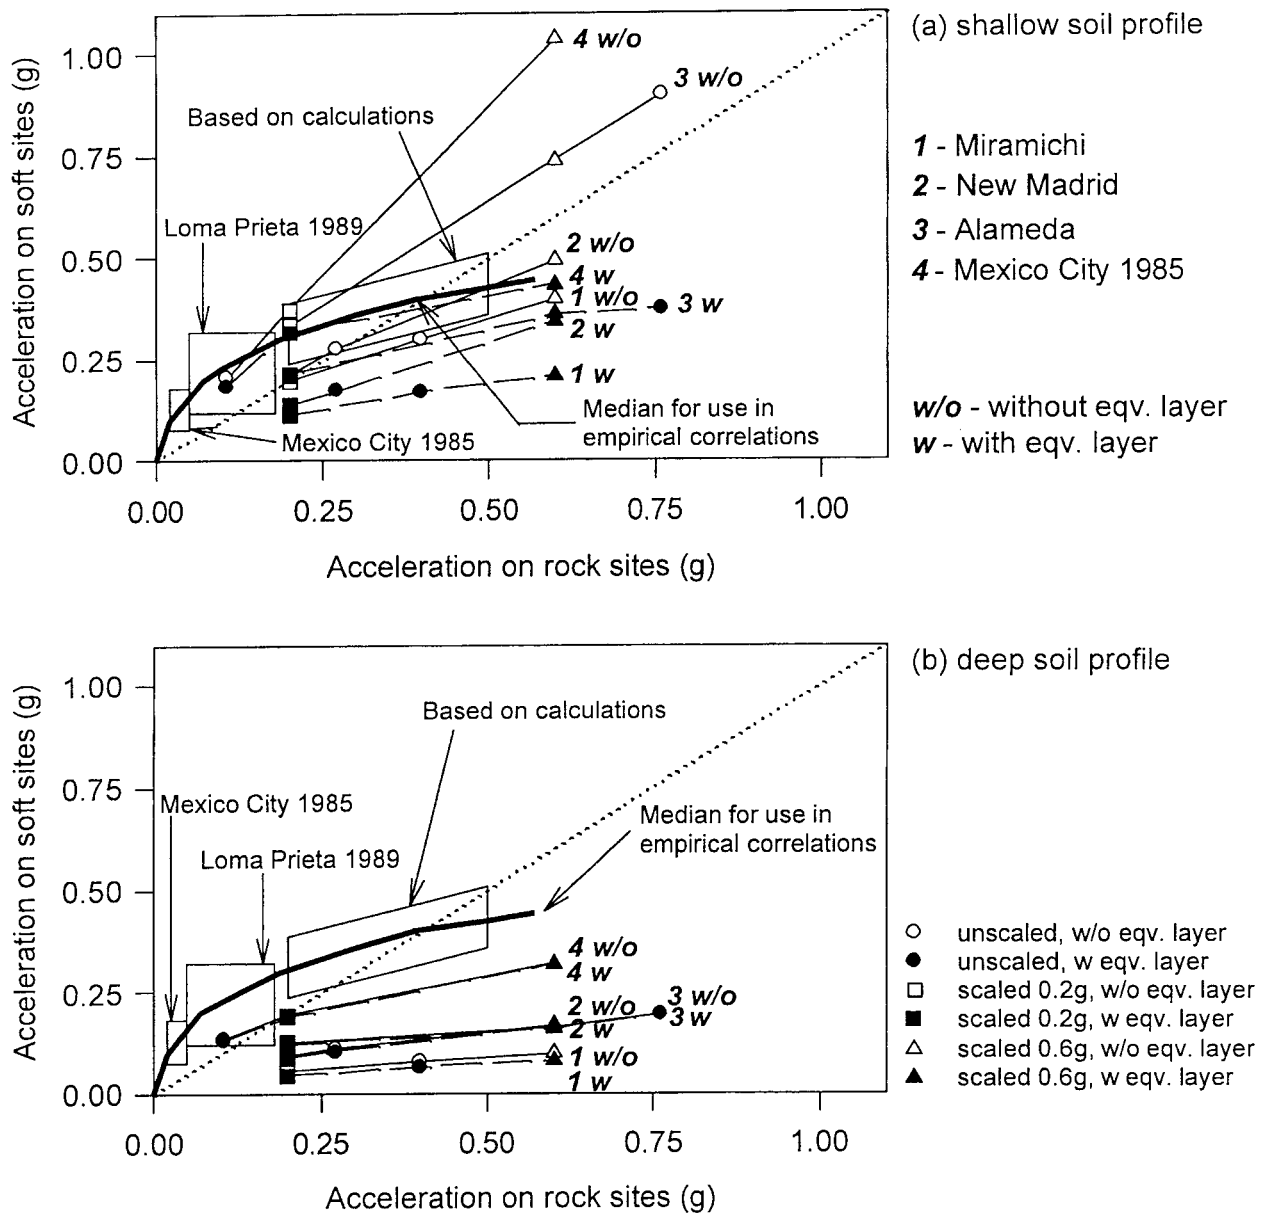 (a) shallow soil profile
4 w/o
1.00
3 w/o
Based on calculations
0.75
1 - Miramichi
2 - New Madrid
Loma Prieta 1989
3 - Alameda
2 w/o
0.50
4 w
4 - Mexico City 1985
1 w/o
3 w
2 w
0.25
1 w
Median for use in
empirical correlations
w/o - without eqv. layer
w - with eqv. layer
Mexico City 1985
0.00
Acceleration on soft sites (g)
0.00 0.25 0.50 0.75 1.00
Acceleration on rock sites (g)
(b) deep soil profile
1.00
Based on calculations
0.75
Mexico City 1985
Median for use in
empirical correlations
Loma Prieta 1989
0.50
4 w/o
4 w
0.25
3 w/o
2 w/o
3 w
2 w
1 w/o
1 w
0.00
Acceleration on soft sites (g)
0.00 0.25 0.50 0.75 1.00
Acceleration on rock sites (g)
unscaled, w/o eqv. layer
unscaled, w eqv. layer
scaled 0.2g, w/o eqv. layer
scaled 0.2g, w eqv. layer
scaled 0.6g, w/o eqv. layer
scaled 0.6g, w eqv. layer